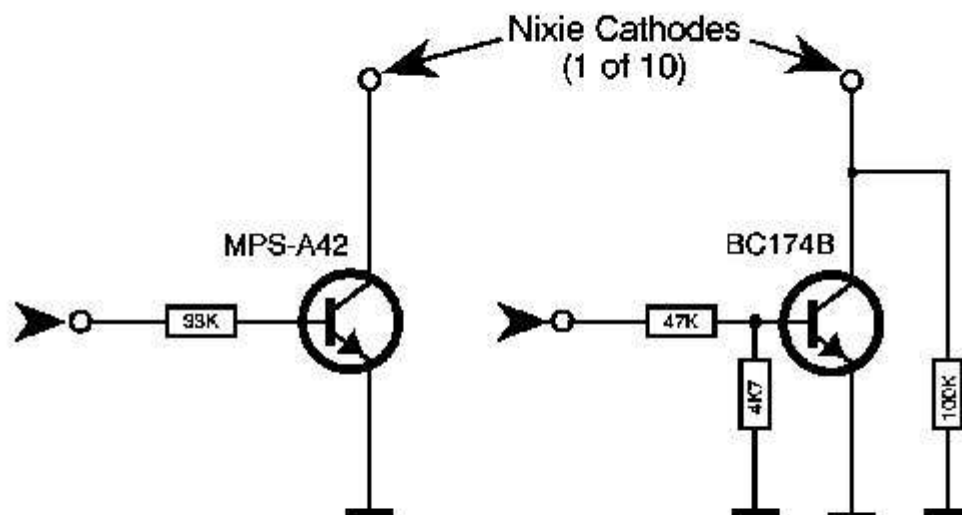 Nixie Cathodes
(1 of 10)
MPS-A42
BC174B
33K
47K
4K7
100K